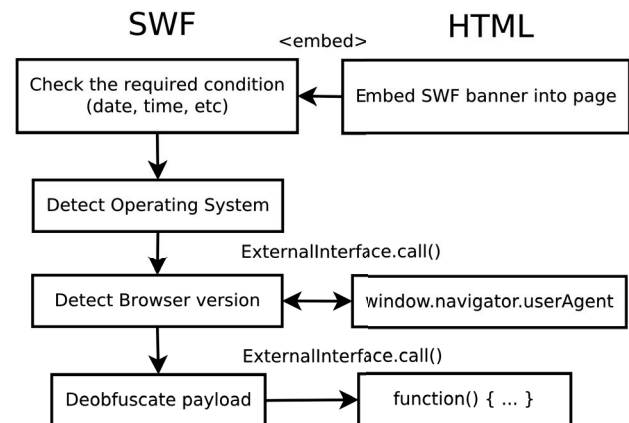 SWF
HTML
<embed>
Check the required condition
(date, time, etc)
Embed SWF banner into page
Detect Operating System
ExternalInterface.call()
Detect Browser version
window.navigator.userAgent
ExternalInterface.call()
Deobfuscate payload
function() { ... }